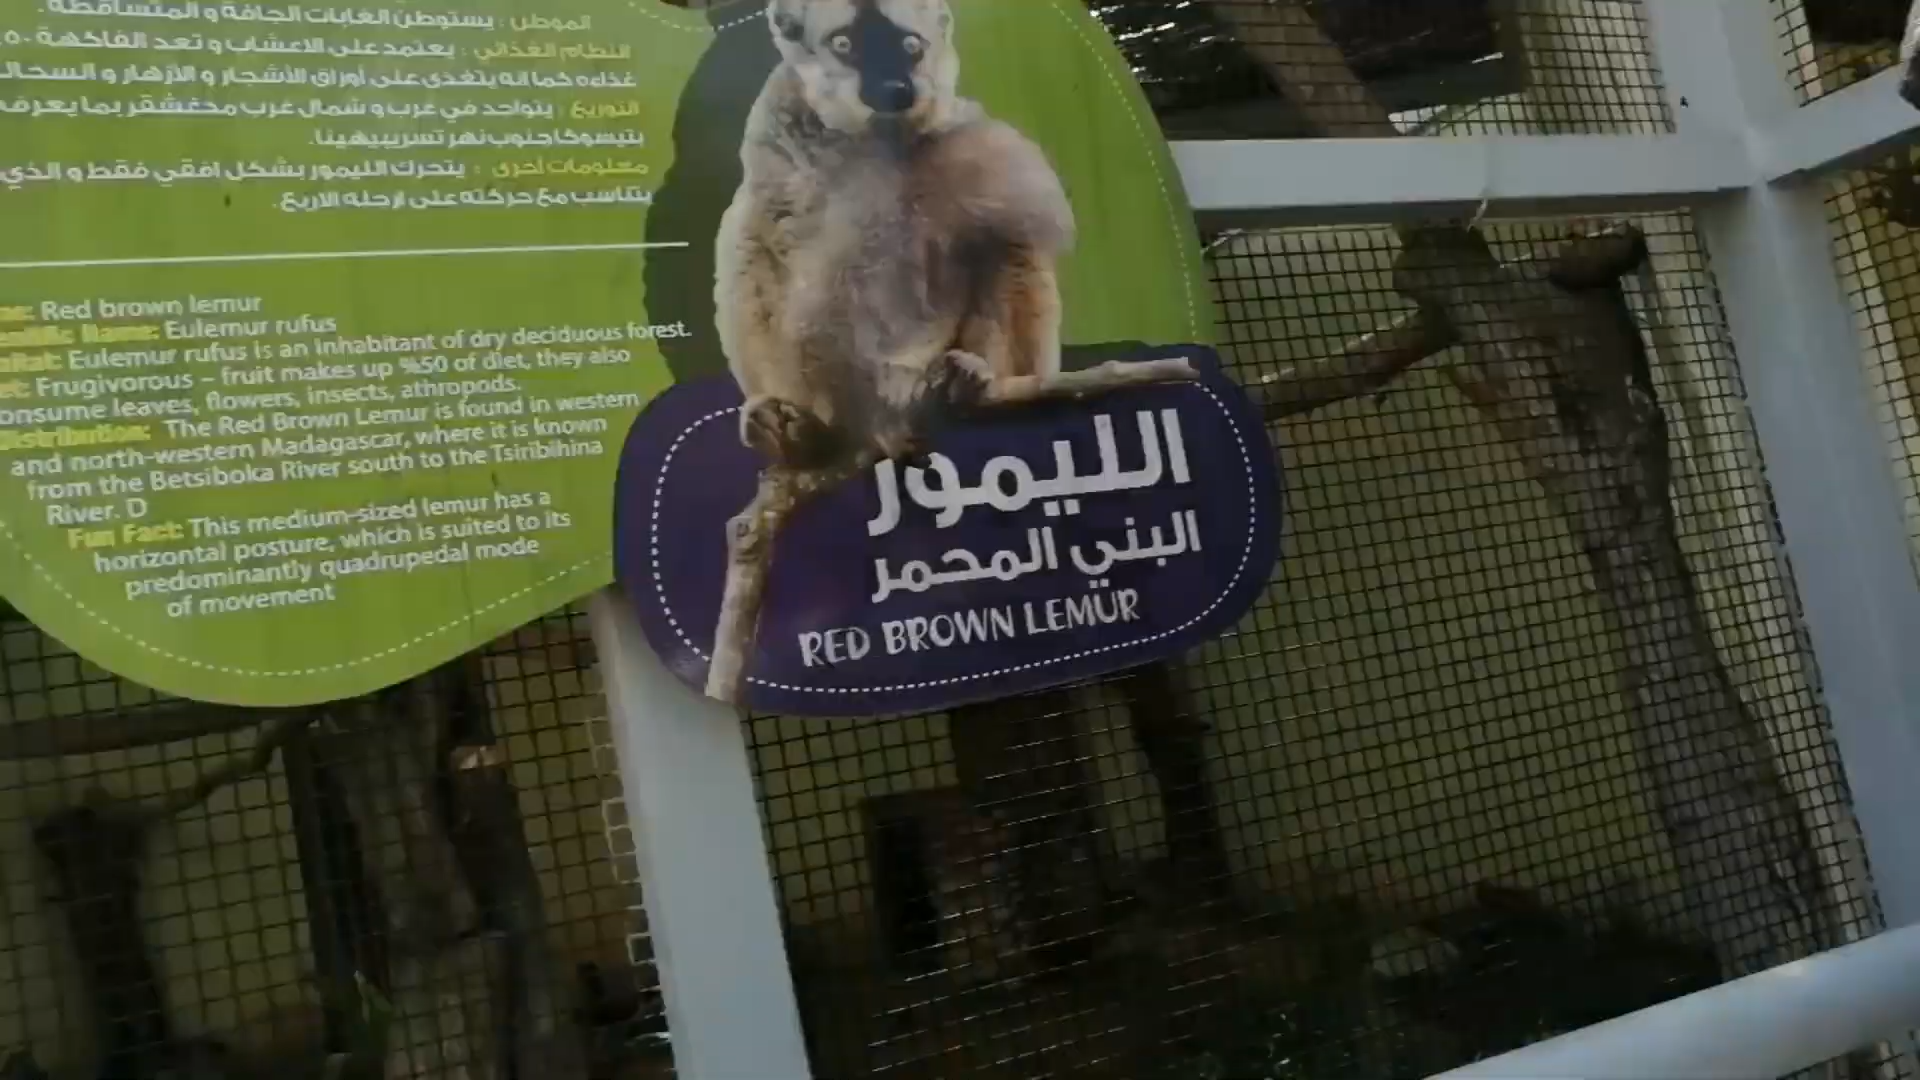 الموطن : يستوطن الغابات الجافة و المتساقطة.
النظام الغذائي : يعتمد على الاعشاب و تعد الفاكهة ٥٠
غذاءه كما انه يتغذى على أوراق الأشجار و الأزهار و السحال
التوزيع : يتواجد في غرب و شمال غرب مدغشقر بما يعرف
بتيسوكا جنوب نهر تسريبيهينا.
معلومات أخرى : يتحرك الليمور بشكل افقي فقط و الذي
يتناسب مع حركته على ارجله الاربع.
Red brown lemur
Name: Eulemur rufus
Eulemur rufus is an inhabitant of dry deciduous forest.
Frugivorous – fruit makes up %50 of diet, they also
onsume leaves, flowers, insects, athropods.
Distribution: The Red Brown Lemur is found in western
and north-western Madagascar, where it is known
from the Betsiboka River south to the Tsiribihina
River. D
Fun Fact: This medium-sized lemur has a
horizontal posture, which is suited to its
predominantly quadrupedal mode
of movement
الليمور
البني المحمر
RED BROWN LEMUR